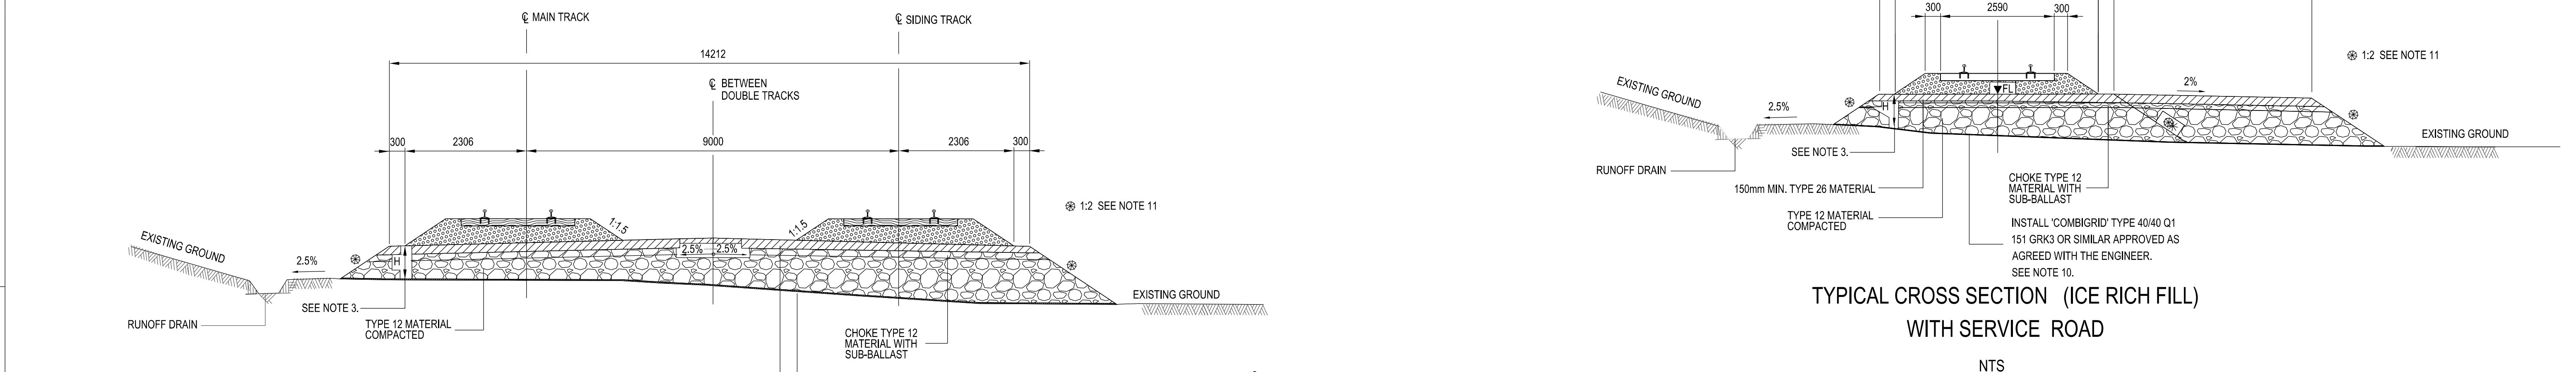 ℄ MAIN TRACK
℄ SIDING TRACK
14212
℄ BETWEEN
DOUBLE TRACKS
300
2306
9000
2306
300
✳ 1:2 SEE NOTE 11
1:1.5
1:1.5
EXISTING GROUND
2.5%
H
2.5%
2.5%
EXISTING GROUND
SEE NOTE 3.
RUNOFF DRAIN
TYPE 12 MATERIAL
COMPACTED
CHOKE TYPE 12
MATERIAL WITH
SUB-BALLAST
300
2590
300
✳ 1:2 SEE NOTE 11
EXISTING GROUND
2.5%
H
FL
2%
EXISTING GROUND
SEE NOTE 3.
RUNOFF DRAIN
150mm MIN. TYPE 26 MATERIAL
TYPE 12 MATERIAL
COMPACTED
CHOKE TYPE 12
MATERIAL WITH
SUB-BALLAST
INSTALL 'COMBIGRID' TYPE 40/40 Q1
151 GRK3 OR SIMILAR APPROVED AS
AGREED WITH THE ENGINEER.
SEE NOTE 10.
TYPICAL CROSS SECTION (ICE RICH FILL)
WITH SERVICE ROAD
NTS